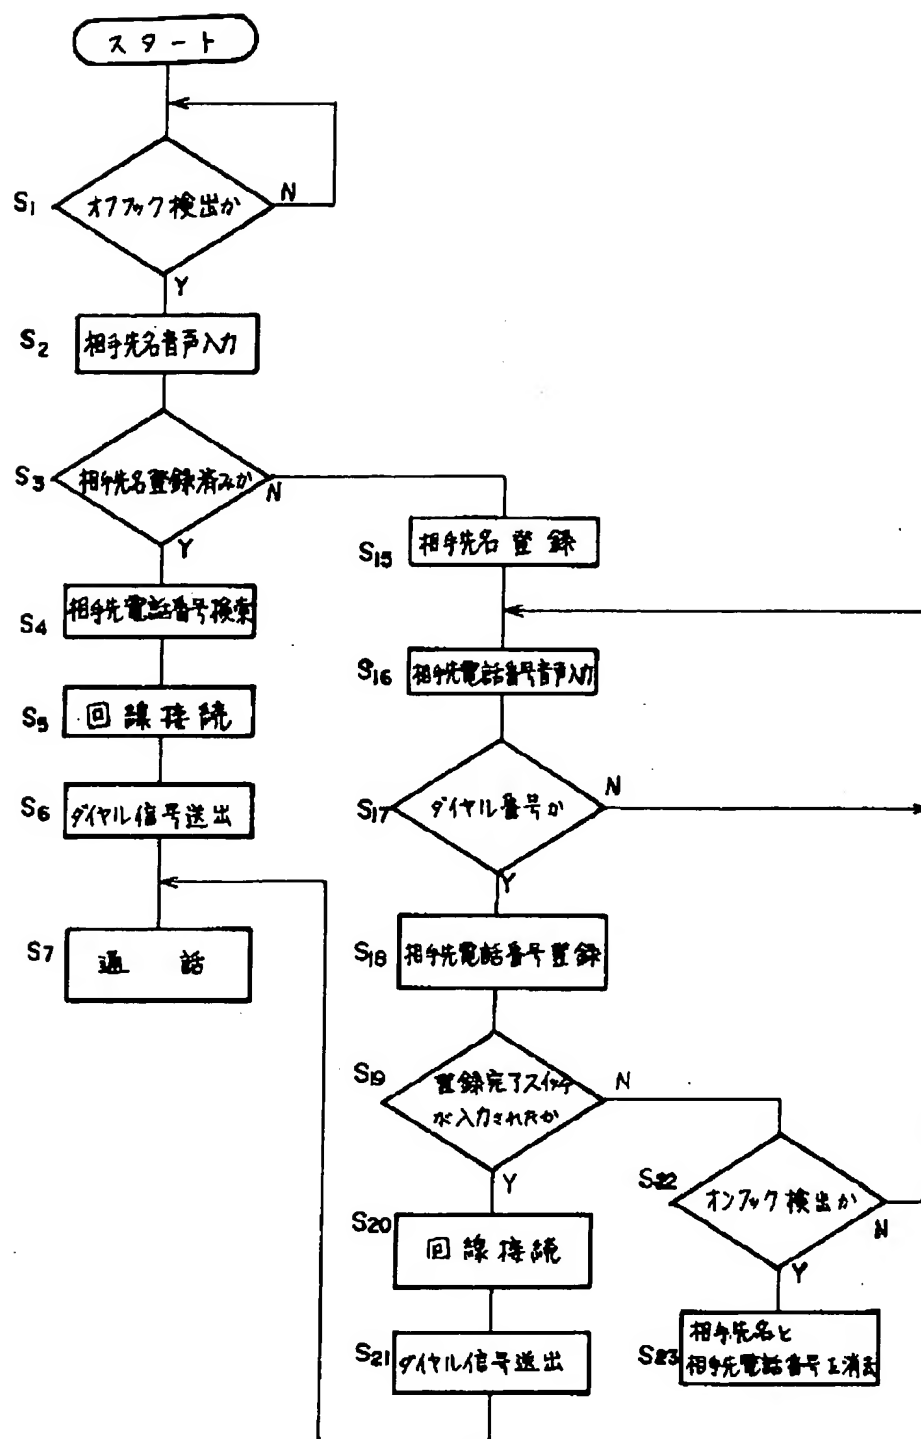 スタート
S1
オフフック検出か
N
Y
S2
相手先名音声入力
S3
相手先名登録済みか
N
Y
S4
相手先電話番号検索
S5
回線接続
S6
ダイヤル信号送出
S7
通話
S15
相手先名登録
S16
相手先電話番号音声入力
S17
ダイヤル番号か
N
Y
S18
相手先電話番号登録
S19
登録完了スイッチ
が入力されたか
N
Y
S20
回線接続
S21
ダイヤル信号送出
S22
オンフック検出か
N
Y
S23
相手先名と
相手先電話番号を消去